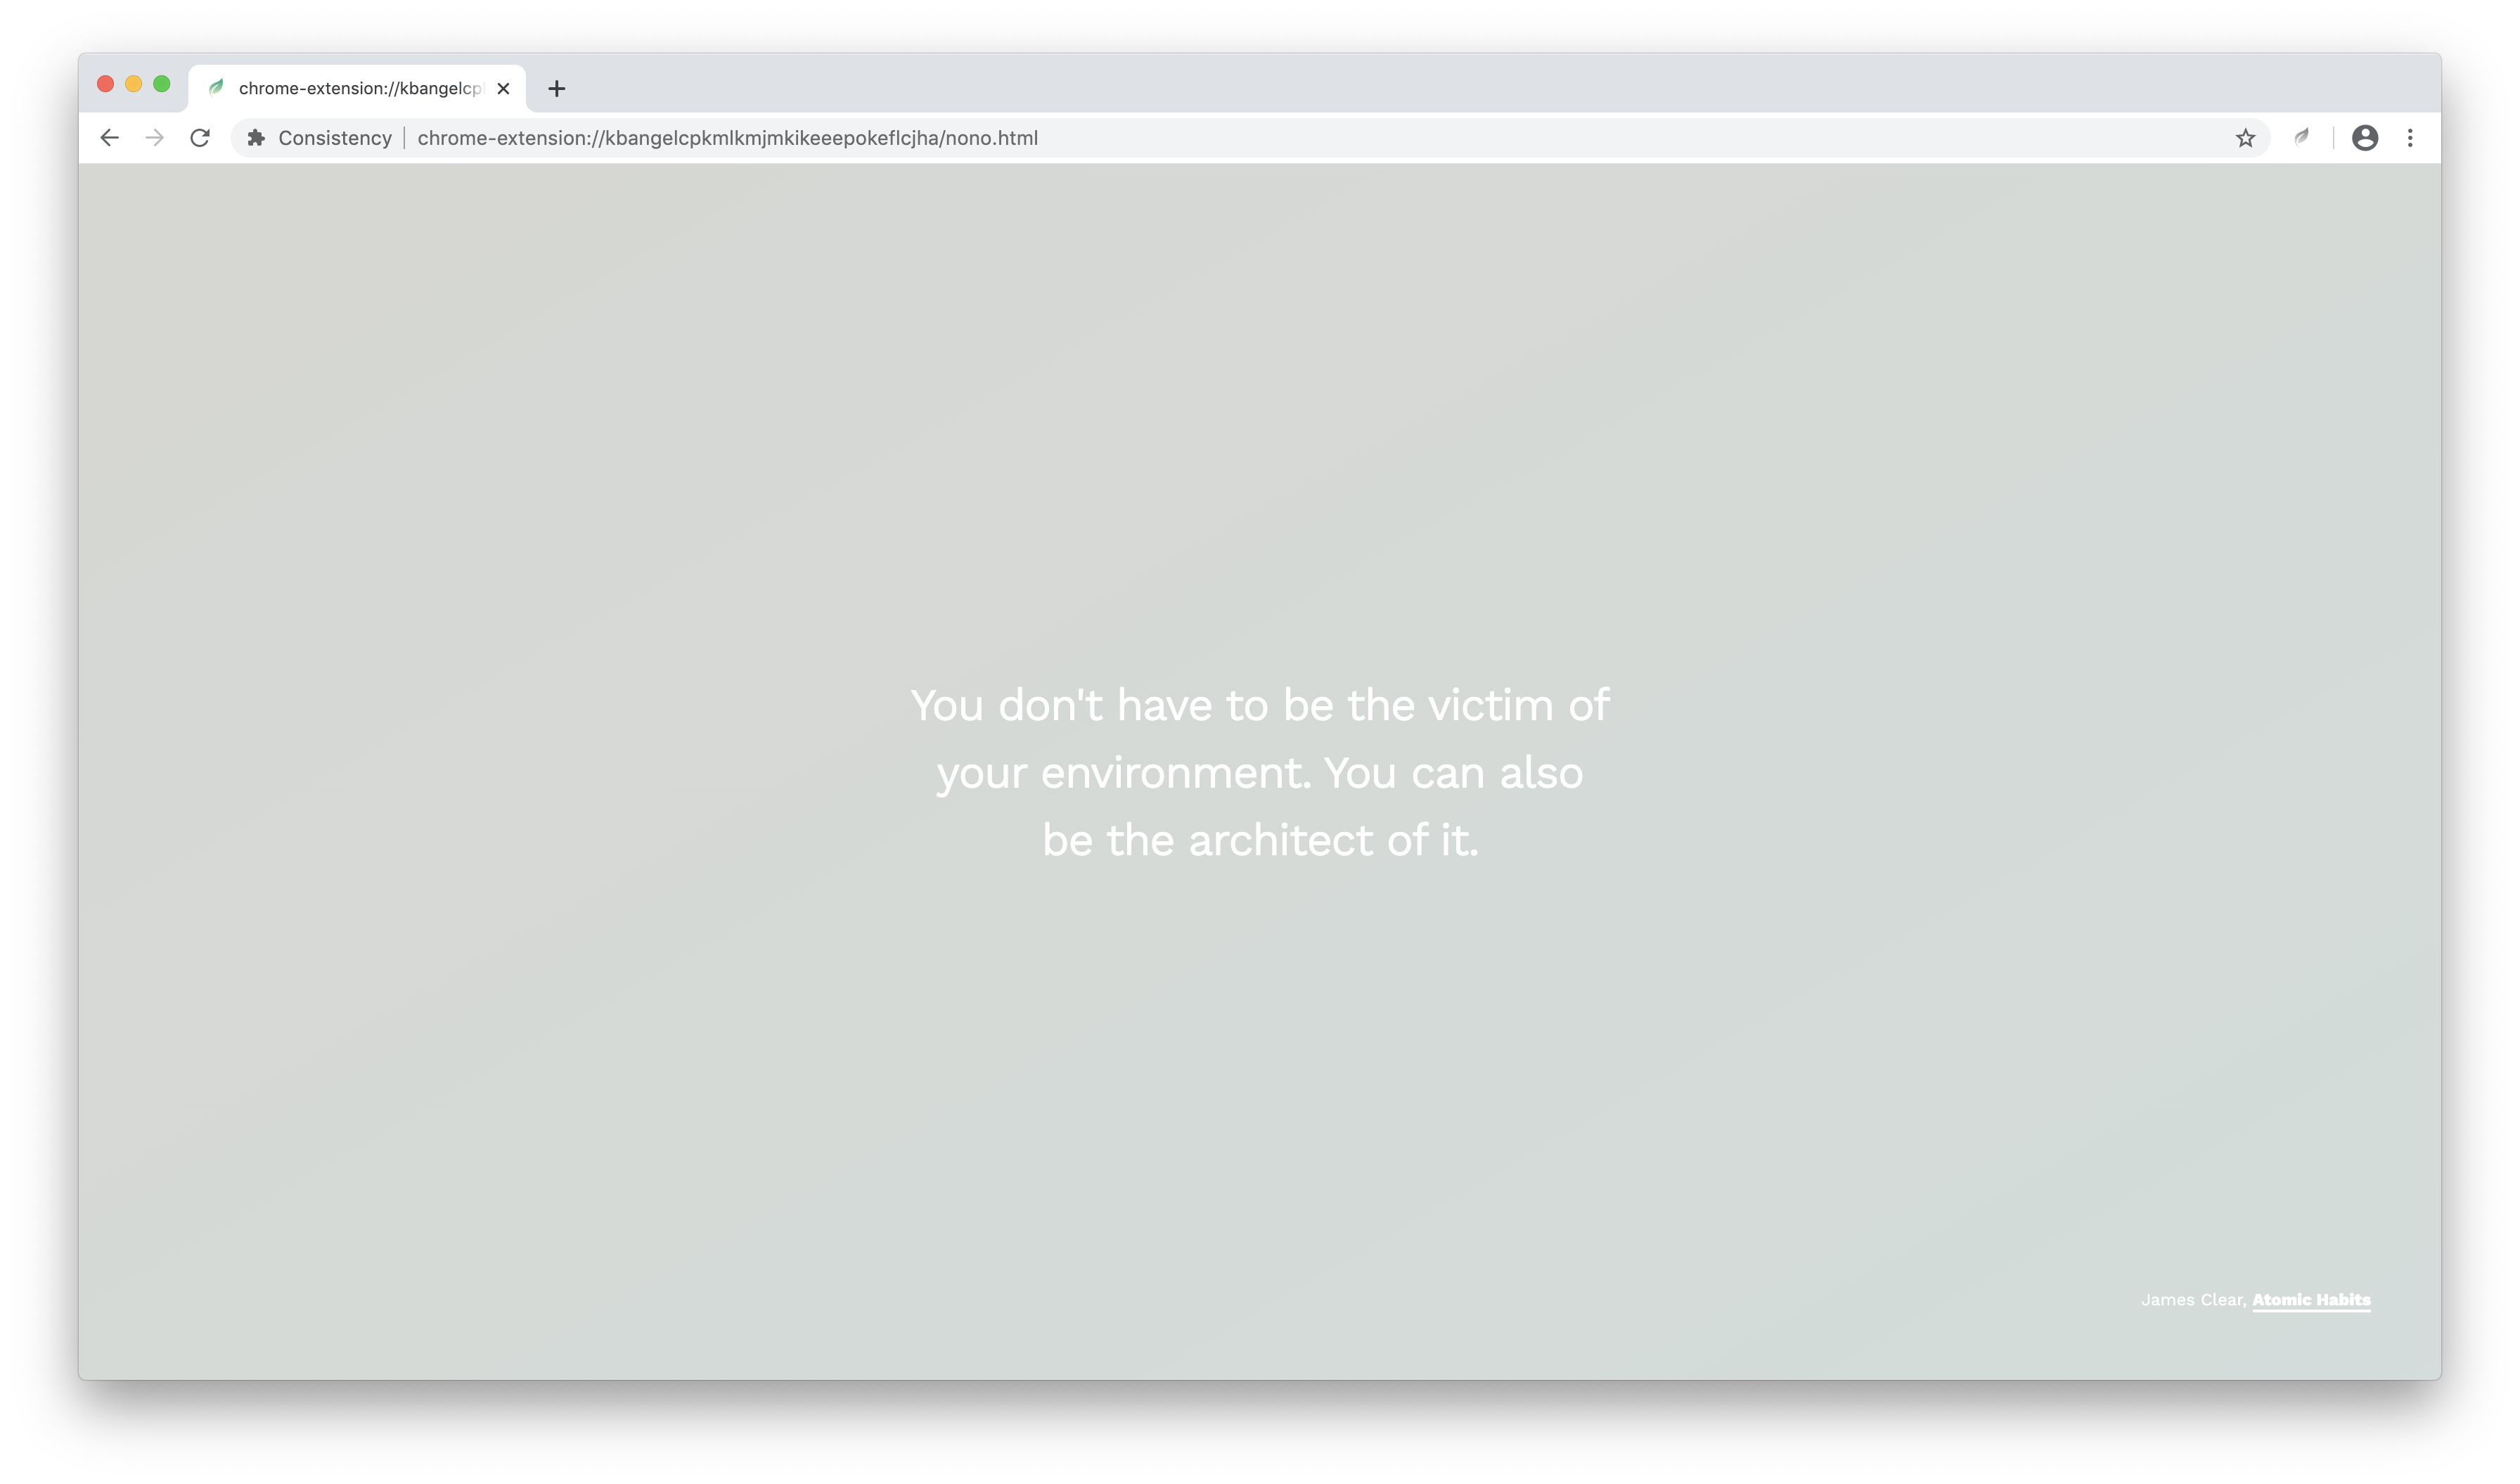 chrome-extension://kbangelcp
Consistency | chrome-extension://kbangelcpkmlkmjmkikeeepokeflcjha/nono.html
You don't have to be the victim of
your environment. You can also
be the architect of it.
James Clear, Atomic Habits